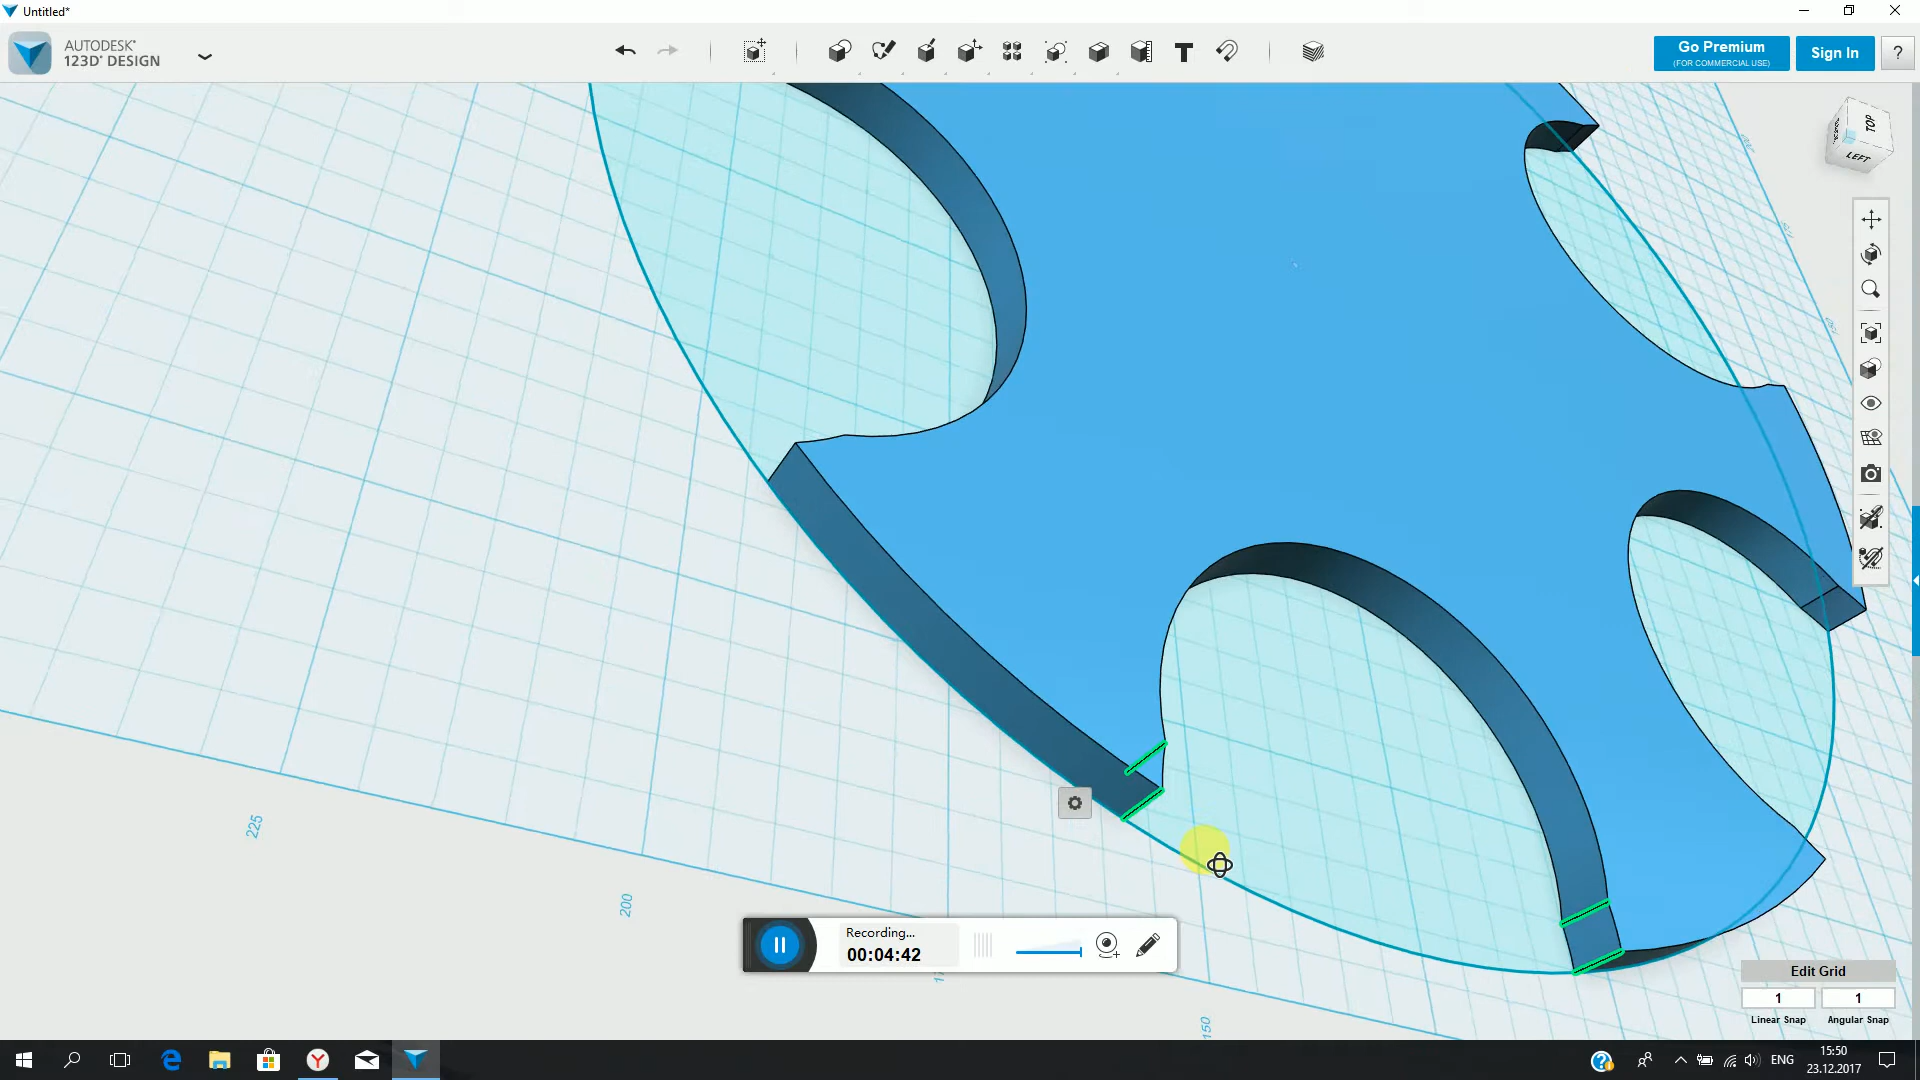 Untitled*
AUTODESK®
123D® DESIGN
Go Premium
(FOR COMMERCIAL USE)
Sign In
?
TOP
LEFT
225
200
150
Recording...
00:04:42
Edit Grid
1
1
Linear Snap
Angular Snap
ENG
15:50
23.12.2017